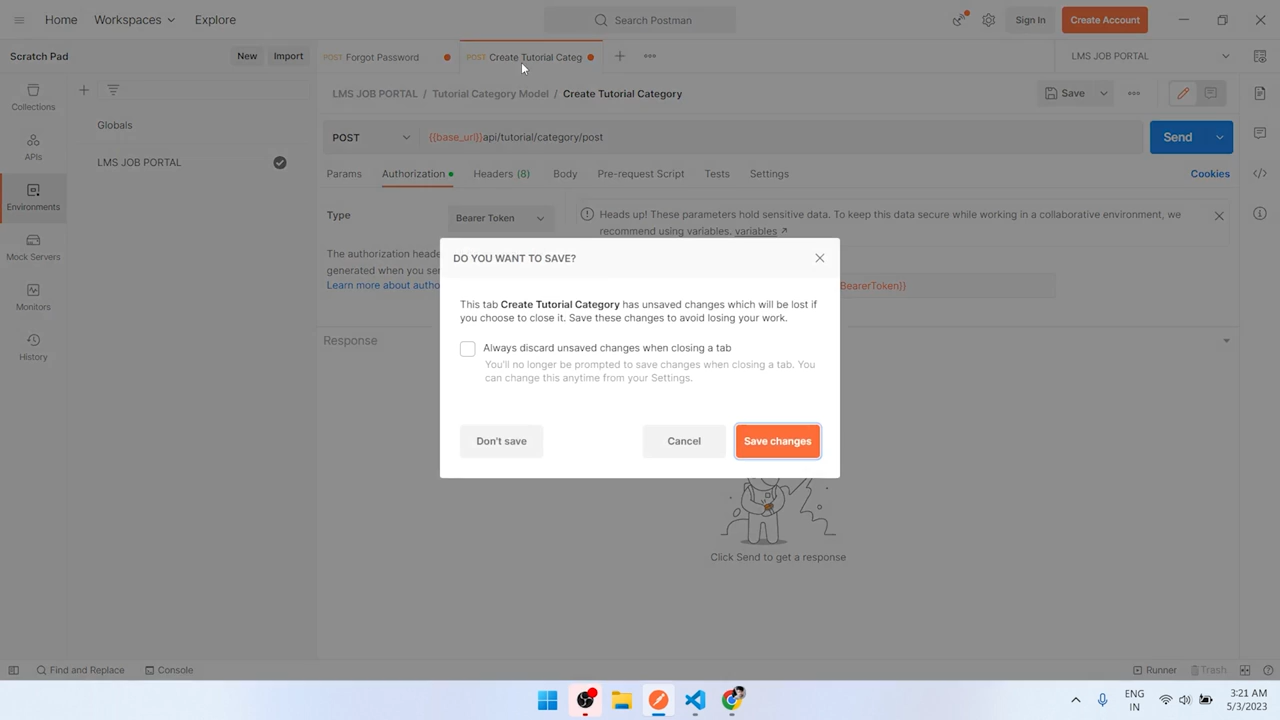 Home Workspaces Explore Search Postman Sign In Create Account
Scratch Pad New Import POST Forgot Password POST Create Tutorial Categ LMS JOB PORTAL
LMS JOB PORTAL / Tutorial Category Model / Create Tutorial Category Save
Collections
Globals
POST {{base_url}}api/tutorial/category/post Send
APIs
LMS JOB PORTAL
Params Authorization Headers (8) Body Pre-request Script Tests Settings Cookies
Environments
Type Bearer Token Heads up! These parameters hold sensitive data. To keep this data secure while working in a collaborative environment, we
recommend using variables. variables ↗
Mock Servers
The authorization heade
generated when you sen
Learn more about autho
BearerToken}}
Monitors
History
Response
DO YOU WANT TO SAVE?
This tab Create Tutorial Category has unsaved changes which will be lost if
you choose to close it. Save these changes to avoid losing your work.
Always discard unsaved changes when closing a tab
You'll no longer be prompted to save changes when closing a tab. You
can change this anytime from your Settings.
Don't save Cancel Save changes
Click Send to get a response
Find and Replace Console Runner Trash
ENG
IN
3:21 AM
5/3/2023